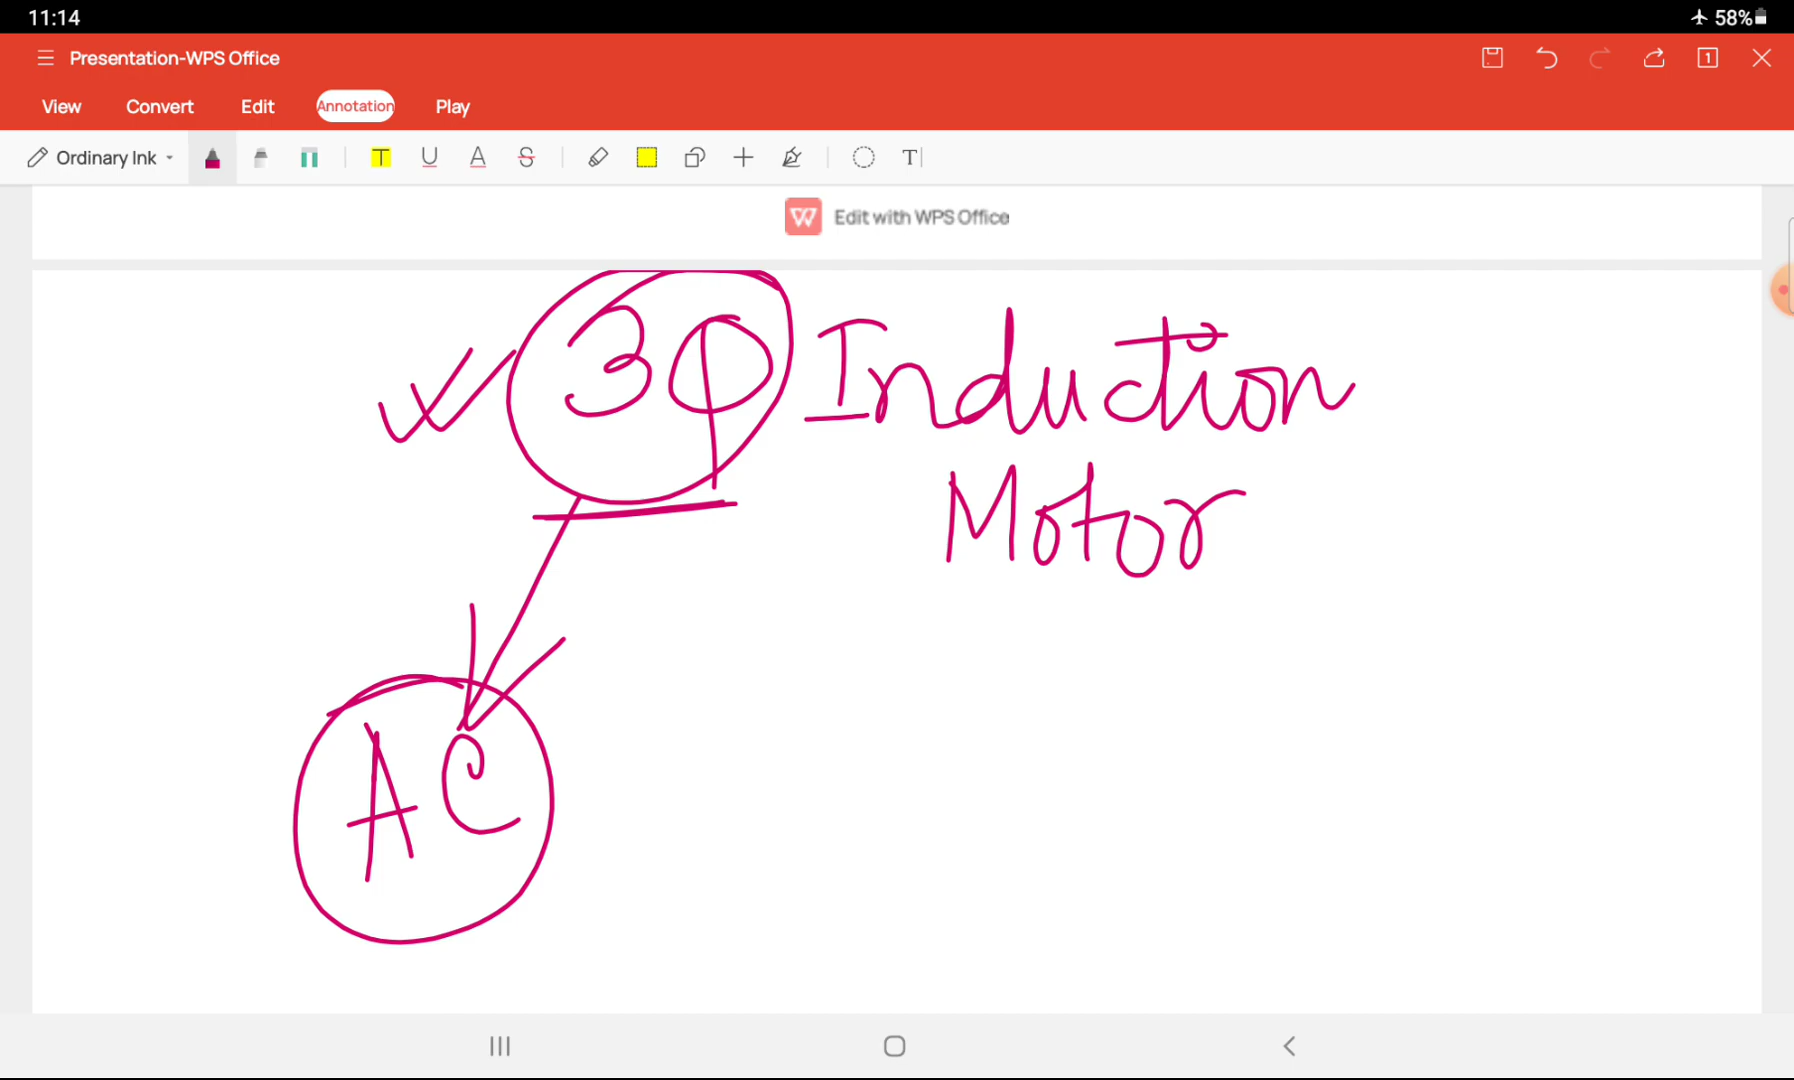 11:14 58%
Presentation-WPS Office 1
View Convert Edit Annotation Play
Ordinary Ink T U A S T
Edit with WPS Office
3φ Induction
Motor
AC